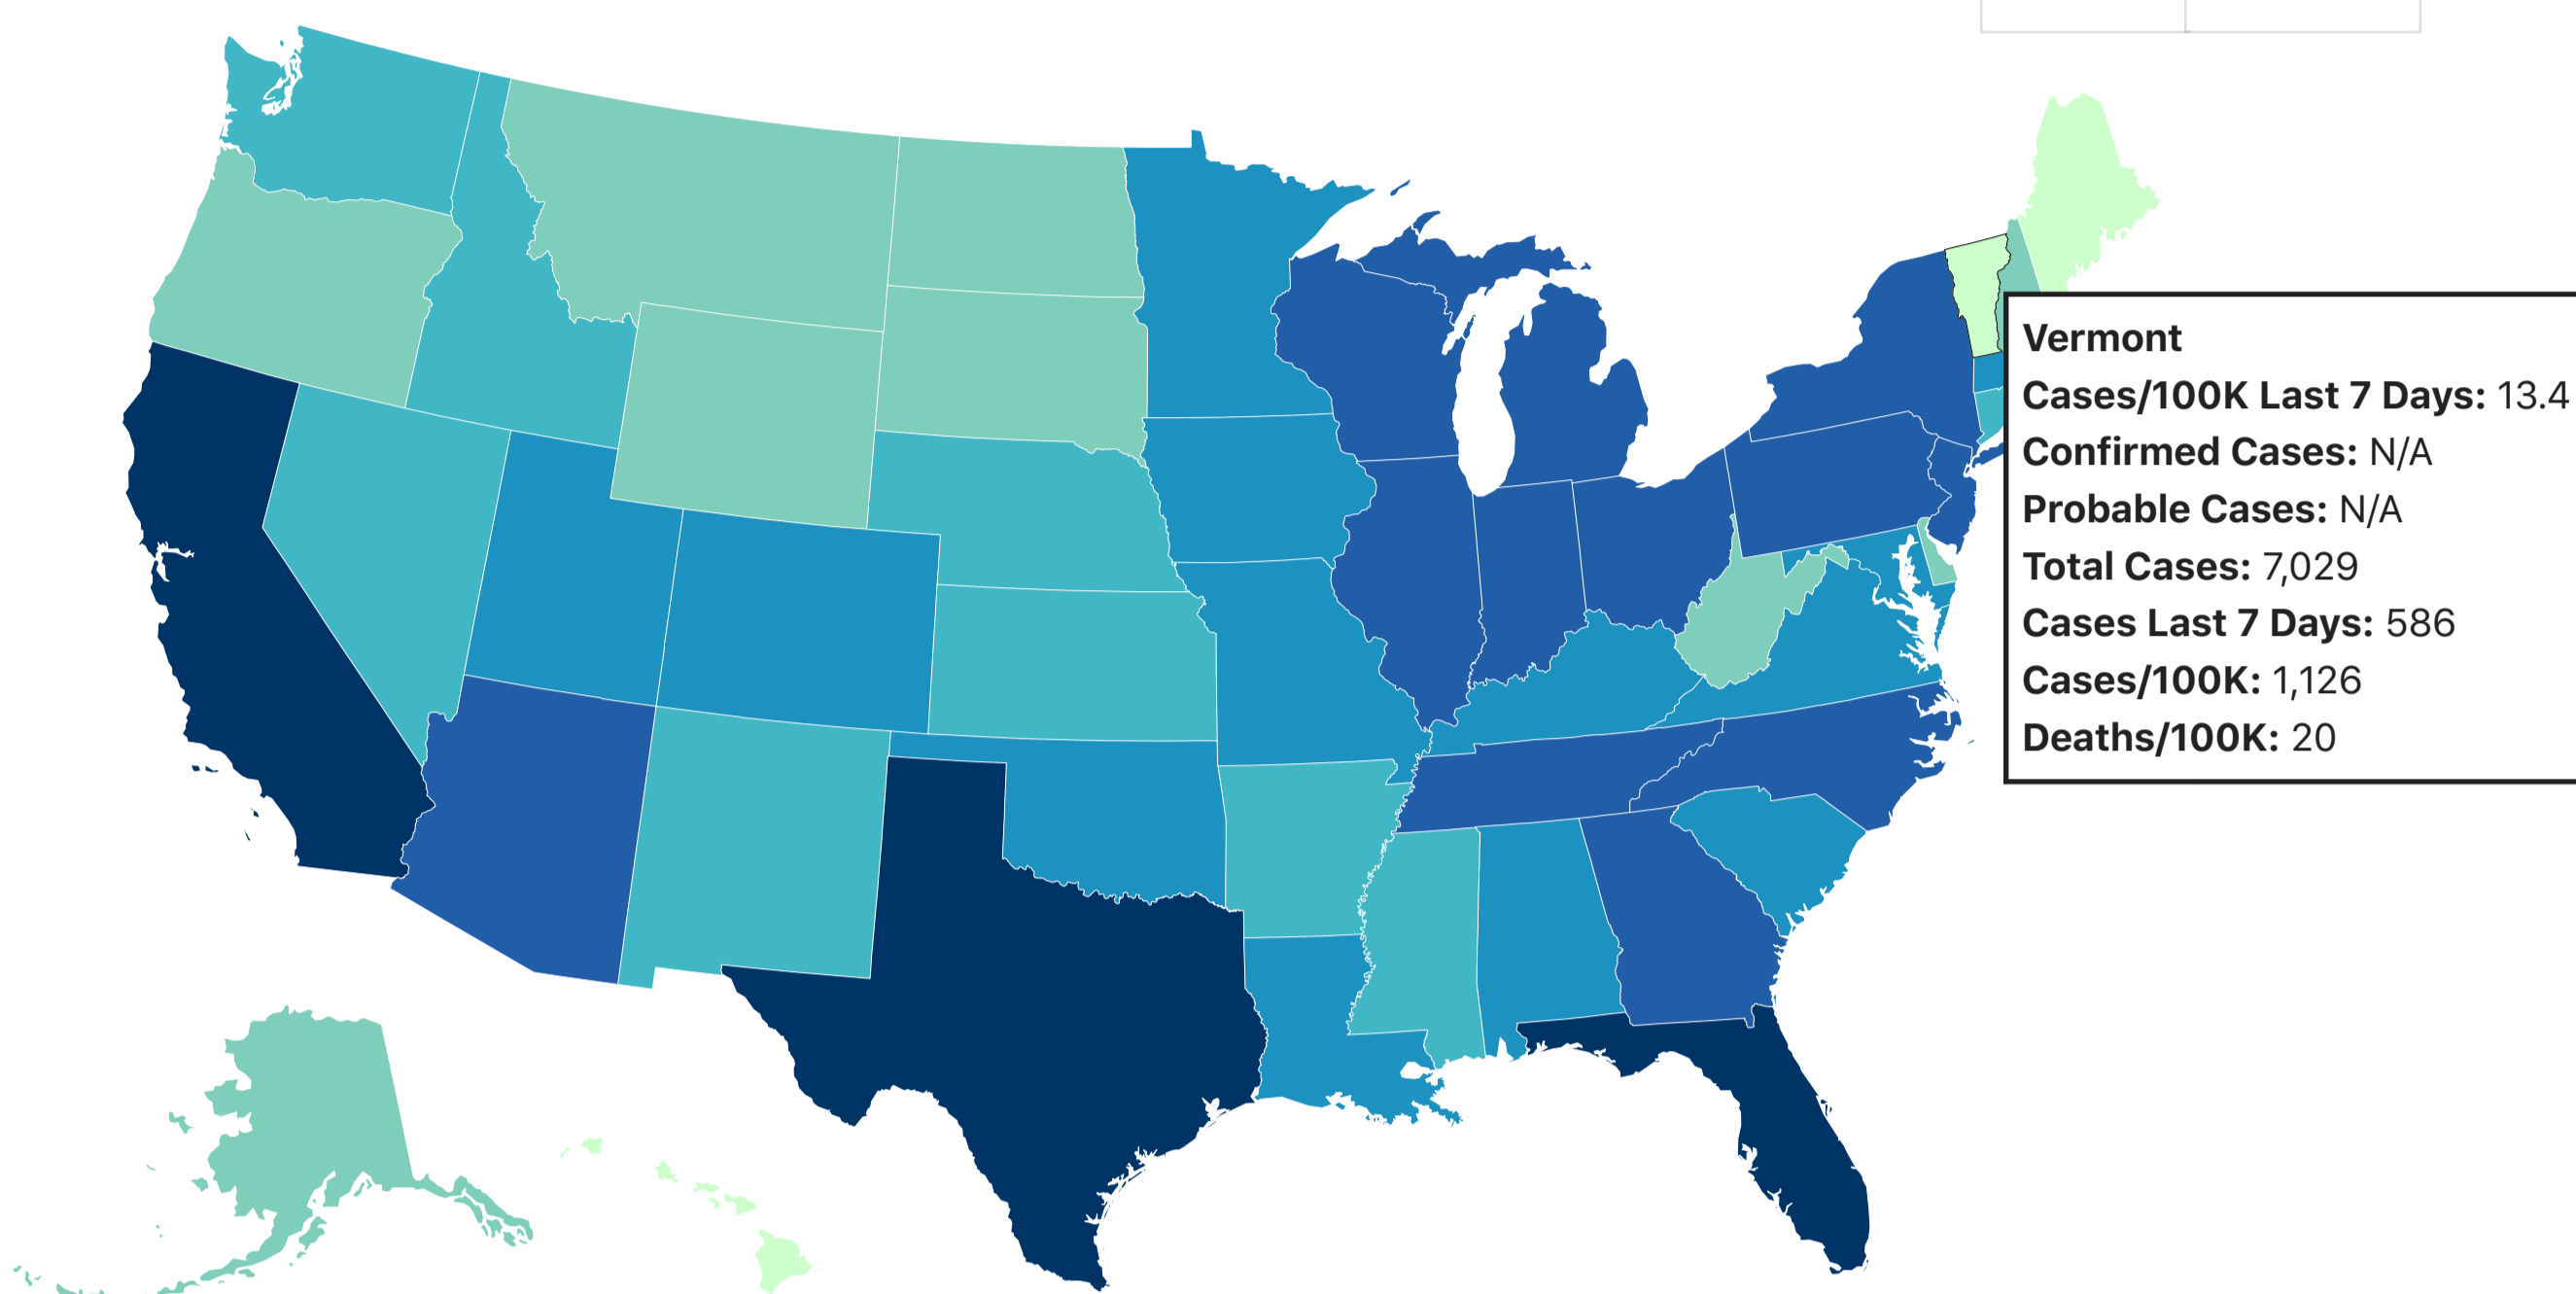 Vermont
Cases/100K Last 7 Days: 13.4
Confirmed Cases: N/A
Probable Cases: N/A
Total Cases: 7,029
Cases Last 7 Days: 586
Cases/100K: 1,126
Deaths/100K: 20